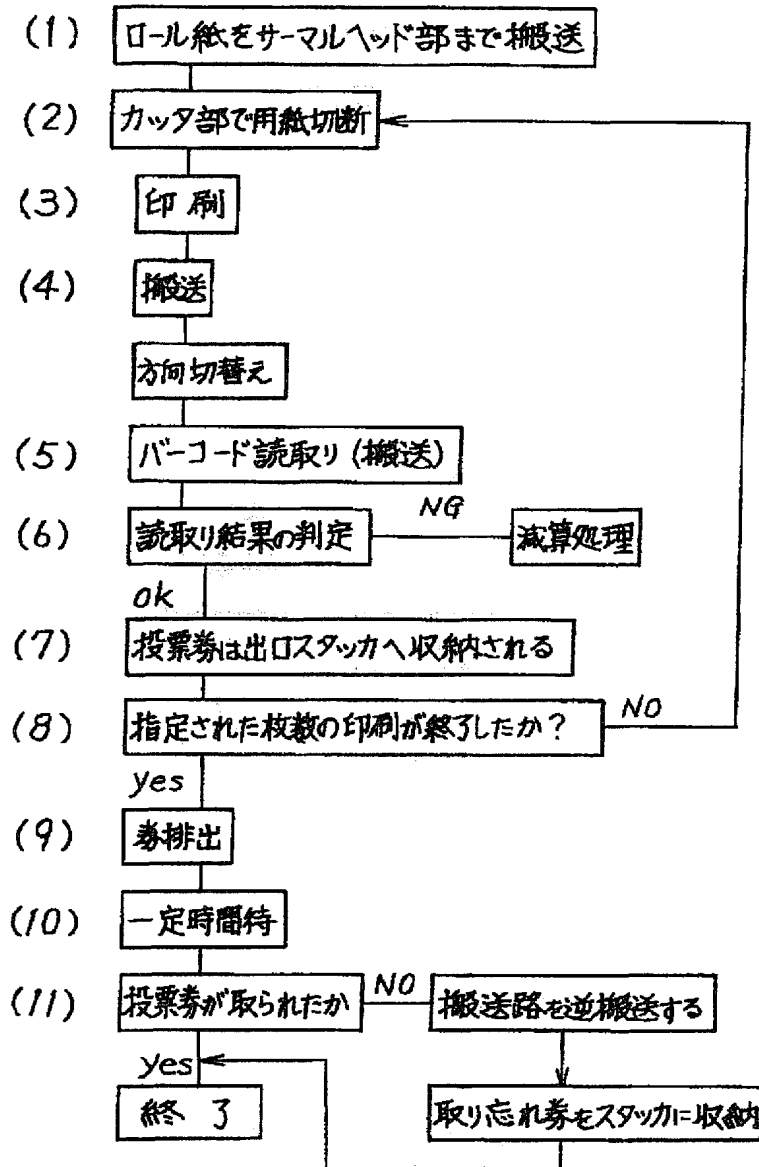 (1) ロール紙をサーマルヘッド部まで搬送
(2) カッタ部で用紙切断
(3) 印刷
(4) 搬送
方向切替え
(5) バーコード読取り(搬送)
(6) 読取り結果の判定 NG 減算処理
ok
(7) 投票券は出口スタッカへ収納される
(8) 指定された枚数の印刷が終了したか? NO
yes
(9) 券排出
(10) 一定時間待
(11) 投票券が取られたか NO 搬送路を逆搬送する
yes
終了 取り忘れ券をスタッカに収納